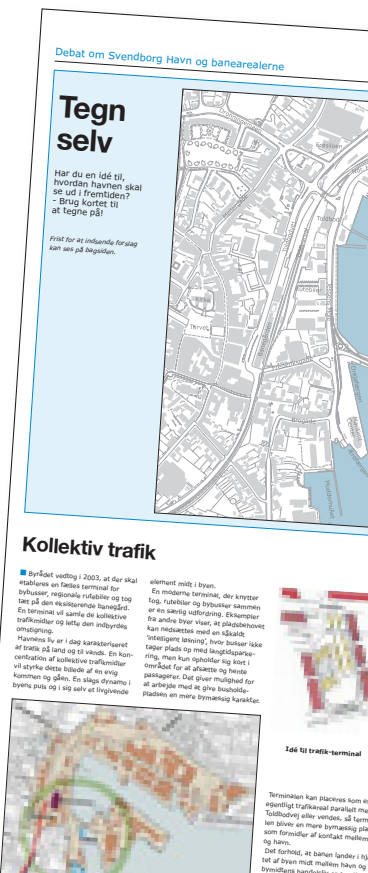 Debat om Svendborg Havn og banearealerne
Tegn
selv
Har du en idé til,
hvordan havnen skal
se ud i fremtiden?
- Brug kortet til
at tegne på!
Frist for at indsende forslag
kan ses på bagsiden.
Toldbod
Kirke
Torvet
Brogade
Kollektiv trafik
Byrådet vedtog i 2003, at der skal
etableres en fælles terminal for
bybusser, regionale rutebiler og tog
tæt på den eksisterende banegård.
En terminal vil samle de kollektive
trafikmidler og lette den indbyrdes
omstigning.
Havnens liv er i dag karakteriseret
af trafik på land og til vands. En kon-
centration af kollektive trafikmidler
vil styrke dette billede af en evig
kommen og gåen. En slags dynamo i
byens puls og i sig selv et livgivende
element midt i byen.
En moderne terminal, der knytter
tog, rutebiler og bybusser sammen
er en særlig udfordring. Eksempler
fra andre byer viser, at pladsbehovet
kan nedsættes med en såkaldt
'intelligent løsning', hvor busser ikke
tager plads op med langtidsparke-
ring, men kun opholder sig kort i
området for at afsætte og hente
passagerer. Det giver mulighed for
at arbejde med at give busholde-
pladsen en mere bymæssig karakter.
Idé til trafik-terminal
Terminalen kan placeres som e
egentligt trafikareal parallelt me
Toldbodvej eller vendes, så term
len bliver en mere bymæssig pla
som formidler af kontakt mellem
og havn.
Det forhold, at banen lander i hj
tet af byen midt mellem havn og